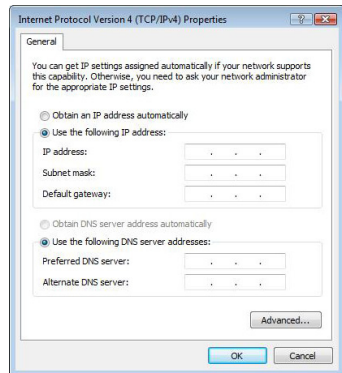 Internet Protocol Version 4 (TCP/IPv4) Properties
General
You can get IP settings assigned automatically if your network supports
this capability. Otherwise, you need to ask your network administrator
for the appropriate IP settings.
Obtain an IP address automatically
Use the following IP address:
IP address:
Subnet mask:
Default gateway:
Obtain DNS server address automatically
Use the following DNS server addresses:
Preferred DNS server:
Alternate DNS server:
Advanced...
OK Cancel